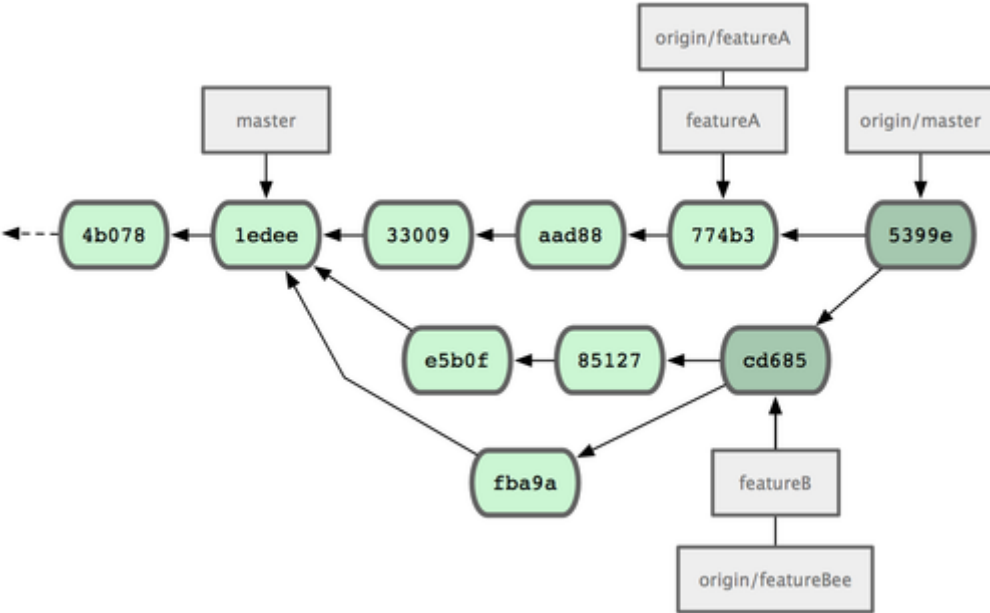 origin/featureA
master
featureA
origin/master
4b078
1edee
33009
aad88
774b3
5399e
e5b0f
85127
cd685
fba9a
featureB
origin/featureBee